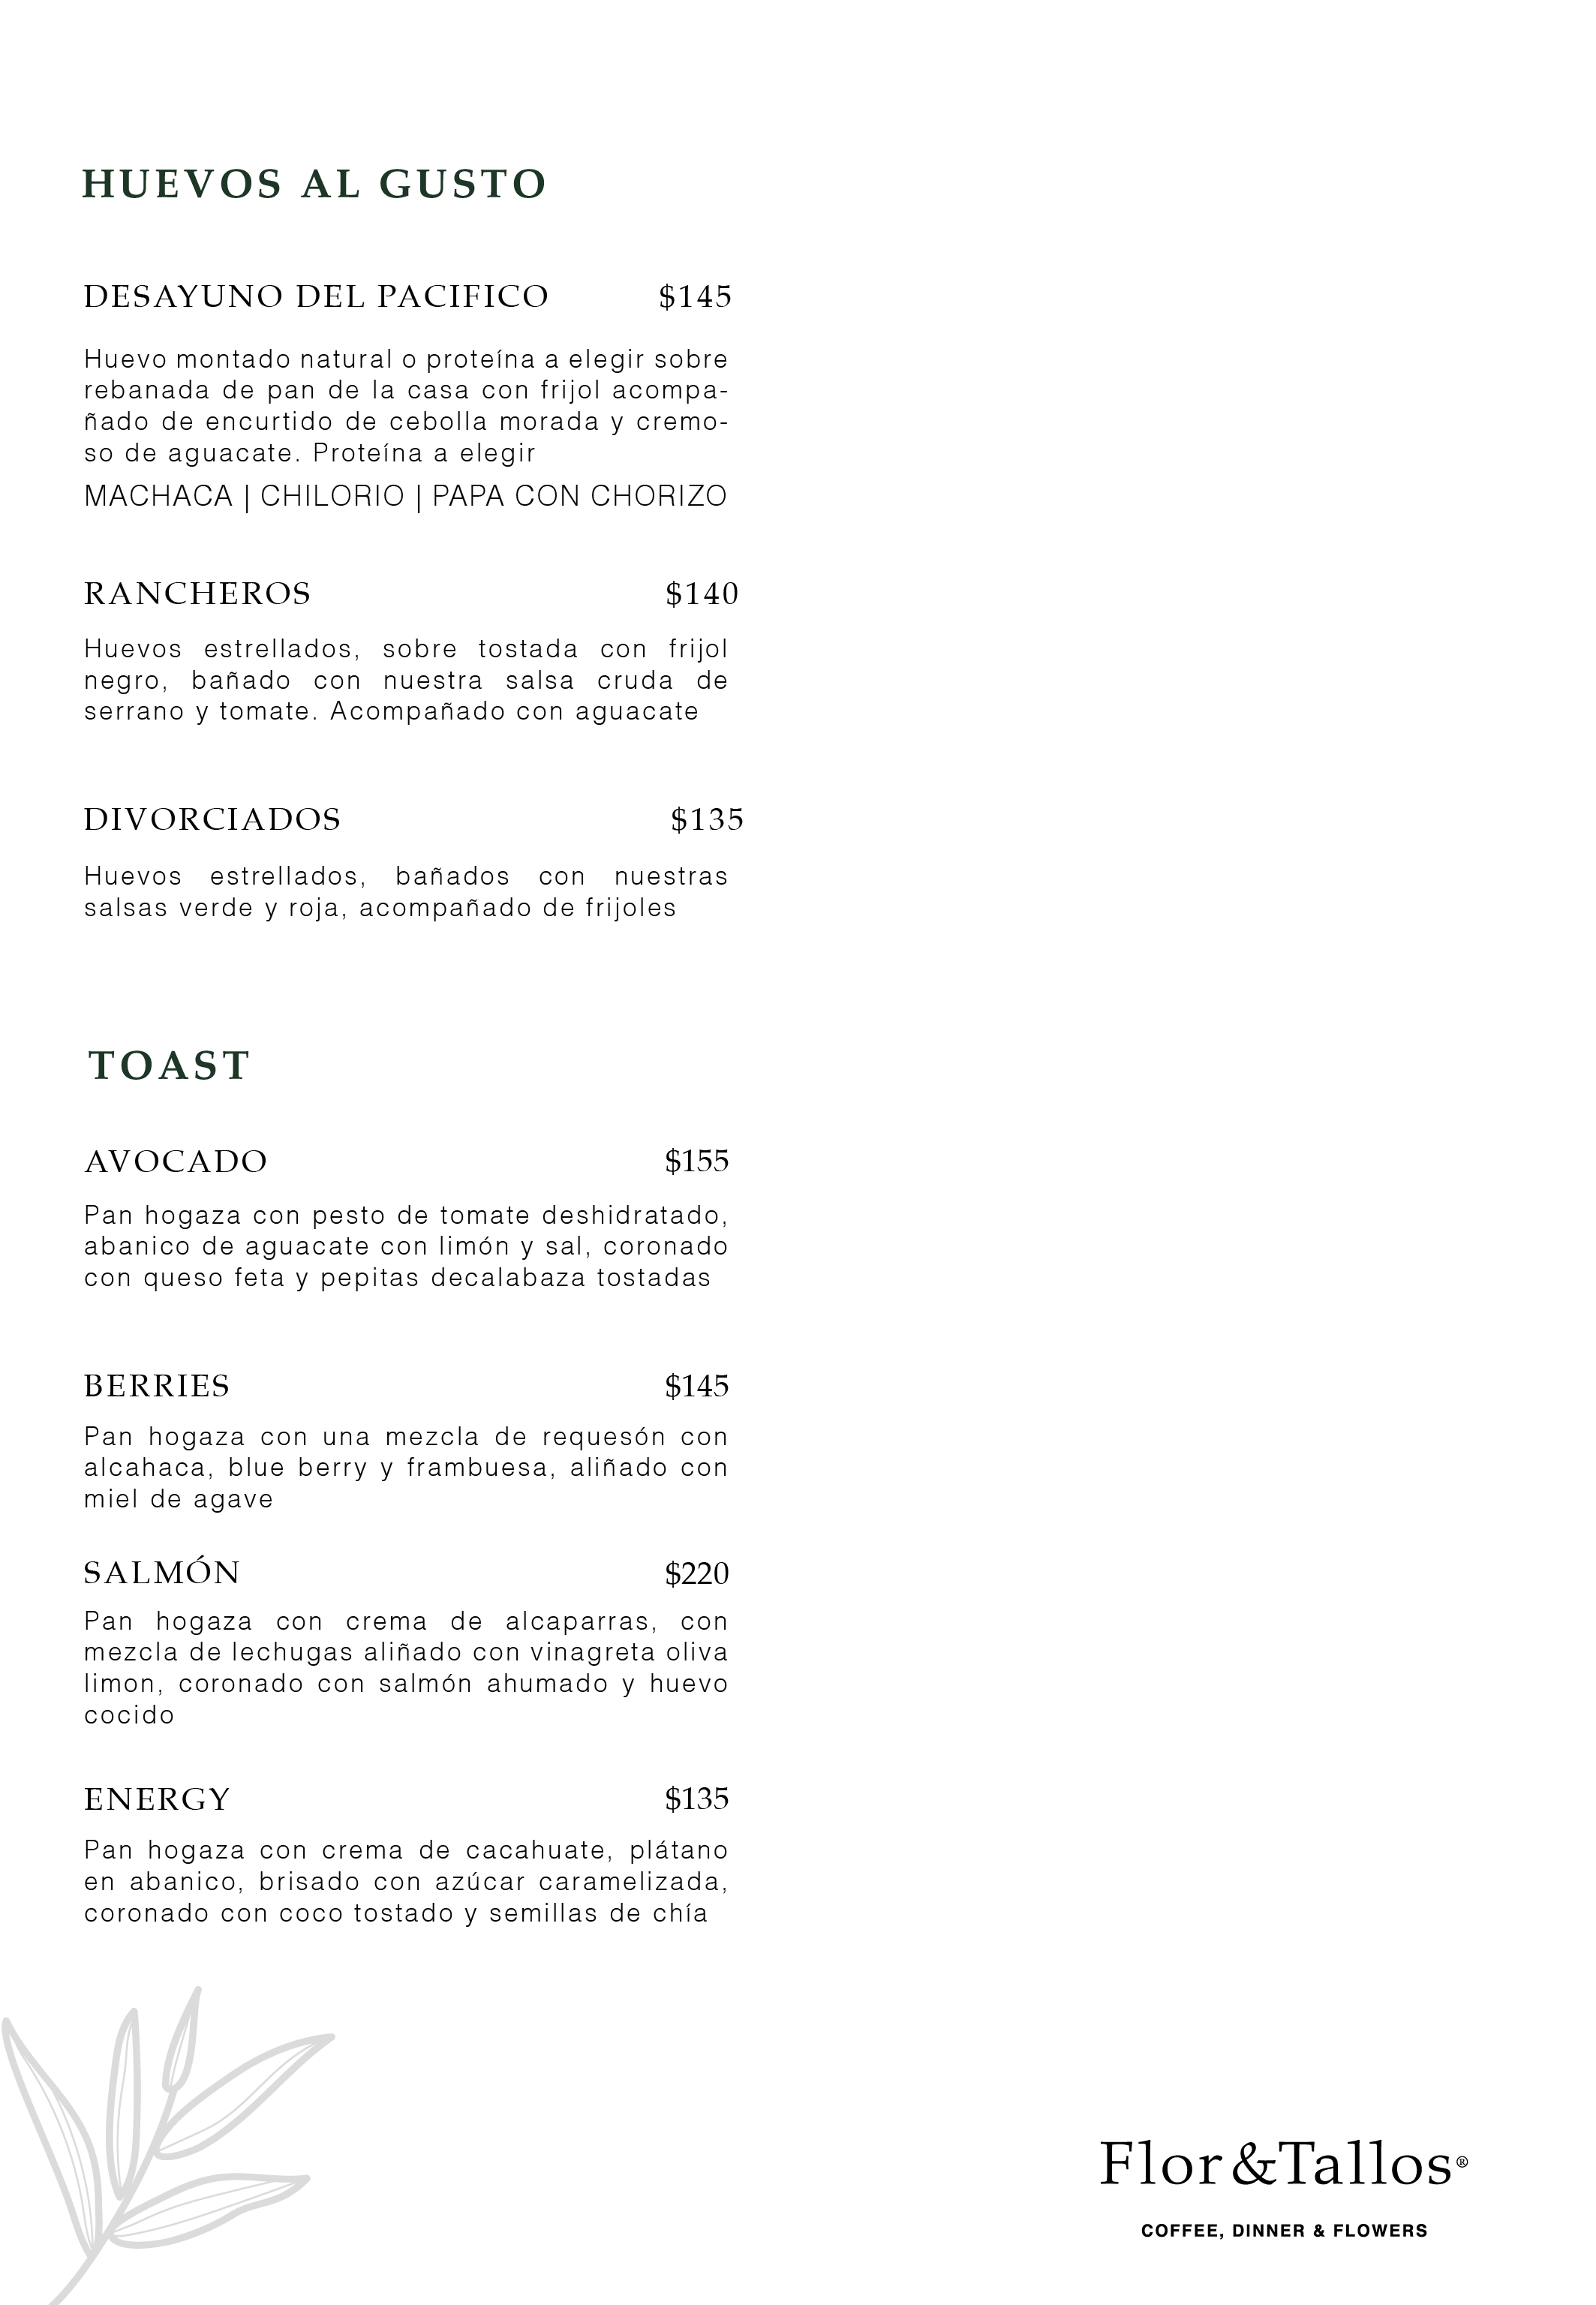 HUEVOS AL GUSTO
DESAYUNO DEL PACIFICO $145
Huevo montado natural o proteína a elegir sobre
rebanada de pan de la casa con frijol acompa-
ñado de encurtido de cebolla morada y cremo-
so de aguacate. Proteína a elegir
MACHACA | CHILORIO | PAPA CON CHORIZO
RANCHEROS $140
Huevos estrellados, sobre tostada con frijol
negro, bañado con nuestra salsa cruda de
serrano y tomate. Acompañado con aguacate
DIVORCIADOS $135
Huevos estrellados, bañados con nuestras
salsas verde y roja, acompañado de frijoles
TOAST
AVOCADO $155
Pan hogaza con pesto de tomate deshidratado,
abanico de aguacate con limón y sal, coronado
con queso feta y pepitas decalabaza tostadas
BERRIES $145
Pan hogaza con una mezcla de requesón con
alcahaca, blue berry y frambuesa, aliñado con
miel de agave
SALMÓN $220
Pan hogaza con crema de alcaparras, con
mezcla de lechugas aliñado con vinagreta oliva
limon, coronado con salmón ahumado y huevo
cocido
ENERGY $135
Pan hogaza con crema de cacahuate, plátano
en abanico, brisado con azúcar caramelizada,
coronado con coco tostado y semillas de chía
Flor&Tallos®
COFFEE, DINNER & FLOWERS